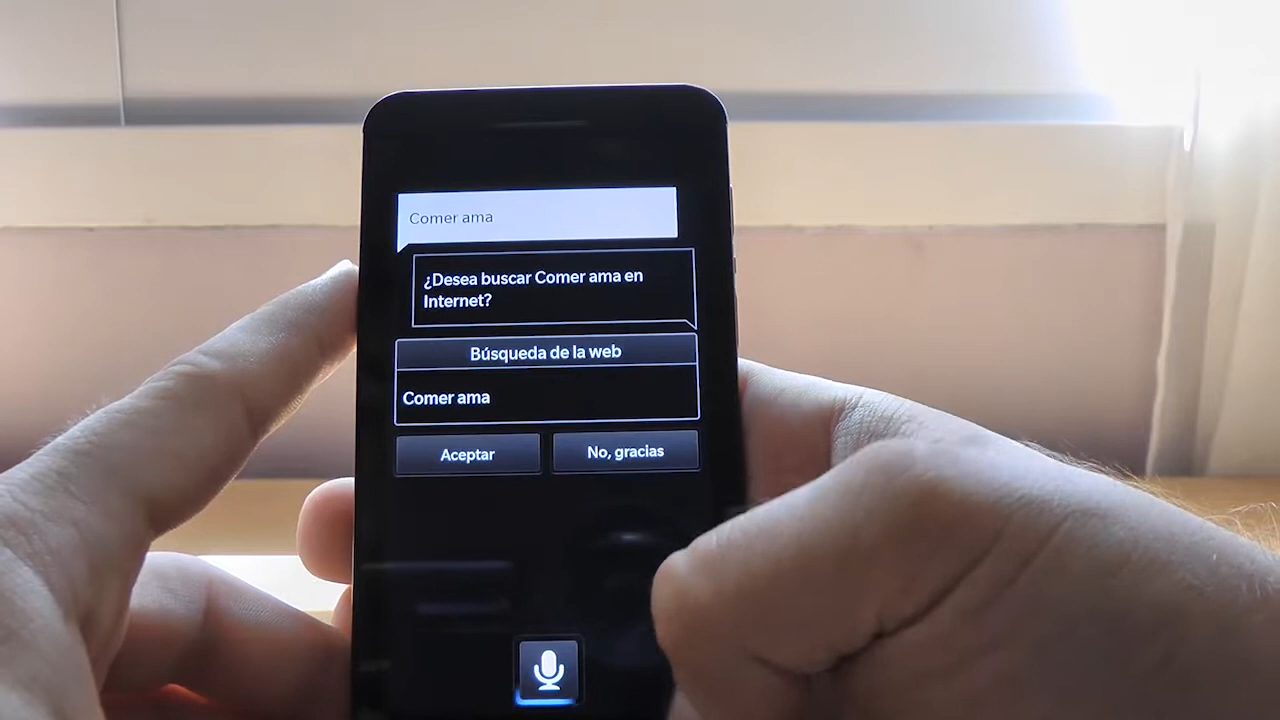 Comer ama
¿Desea buscar Comer ama en
Internet?
Búsqueda de la web
Comer ama
Aceptar
No, gracias